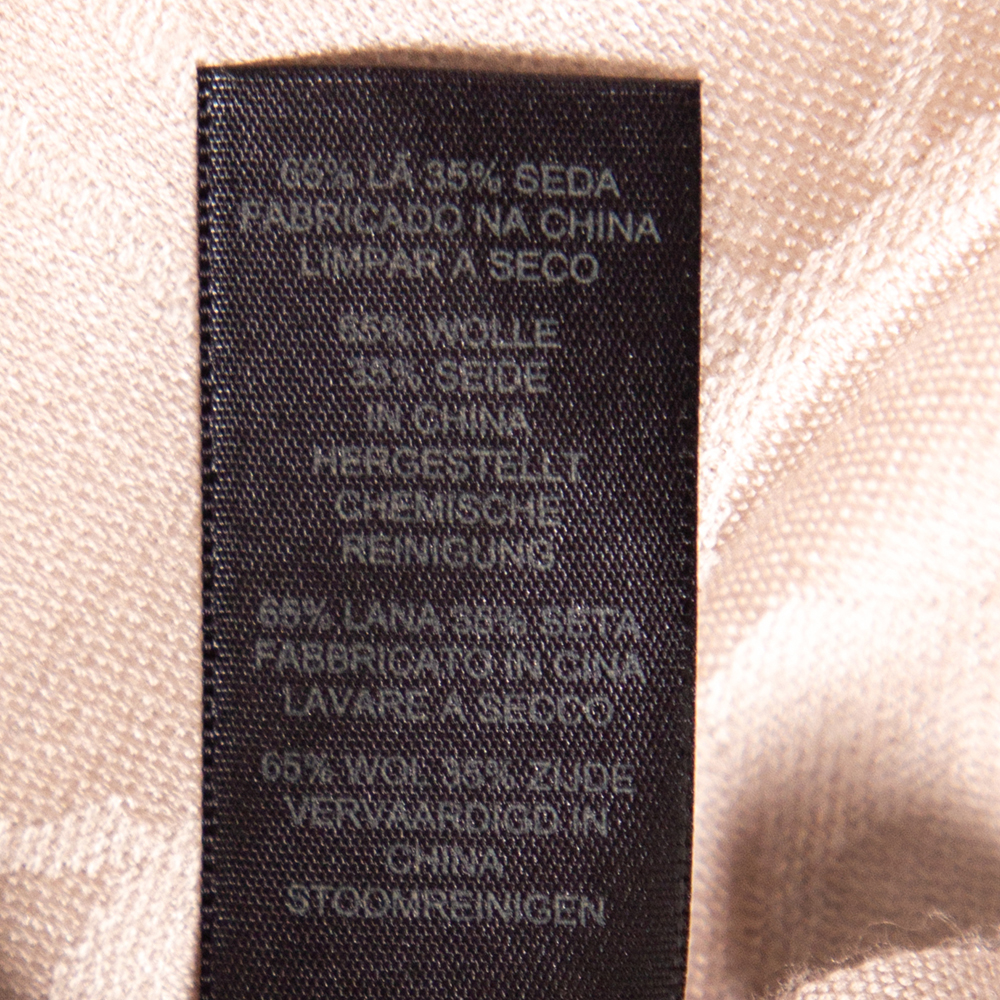 65% LÃ 35% SEDA
FABRICADO NA CHINA
LIMPAR A SECO
65% WOLLE
35% SEIDE
IN CHINA
HERGESTELLT
CHEMISCHE
REINIGUNG
65% LANA 35% SETA
FABBRICATO IN CINA
LAVARE A SECCO
65% WOL 35% ZIJDE
VERVAARDIGD IN
CHINA
STOOMREINIGEN